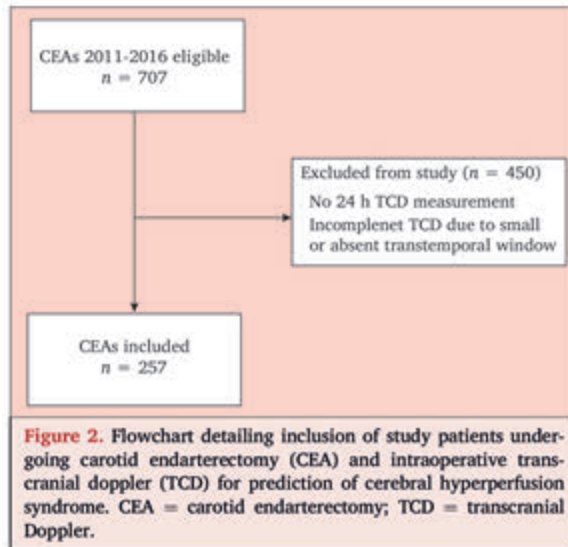 CEAs 2011-2016 eligible
n = 707
Excluded from study (n = 450)
No 24 h TCD measurement
Incomplenet TCD due to small
or absent transtemporal window
CEAs included
n = 257
Figure 2. Flowchart detailing inclusion of study patients under-
going carotid endarterectomy (CEA) and intraoperative trans-
cranial doppler (TCD) for prediction of cerebral hyperperfusion
syndrome. CEA = carotid endarterectomy; TCD = transcranial
Doppler.